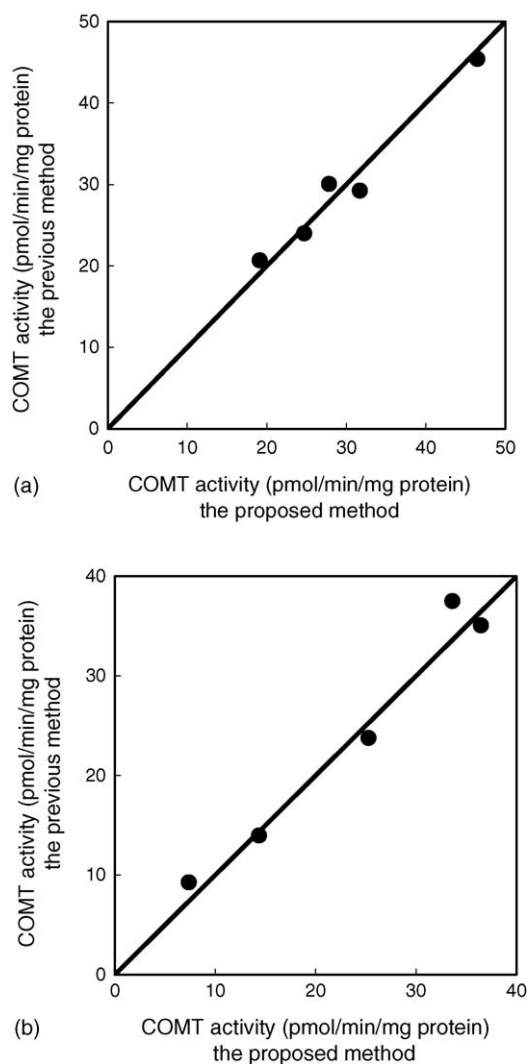 50
40
30
20
10
0
COMT activity (pmol/min/mg protein)
the previous method
0 10 20 30 40 50
(a)
COMT activity (pmol/min/mg protein)
the proposed method
40
30
20
10
0
COMT activity (pmol/min/mg protein)
the previous method
0 10 20 30 40
(b)
COMT activity (pmol/min/mg protein)
the proposed method